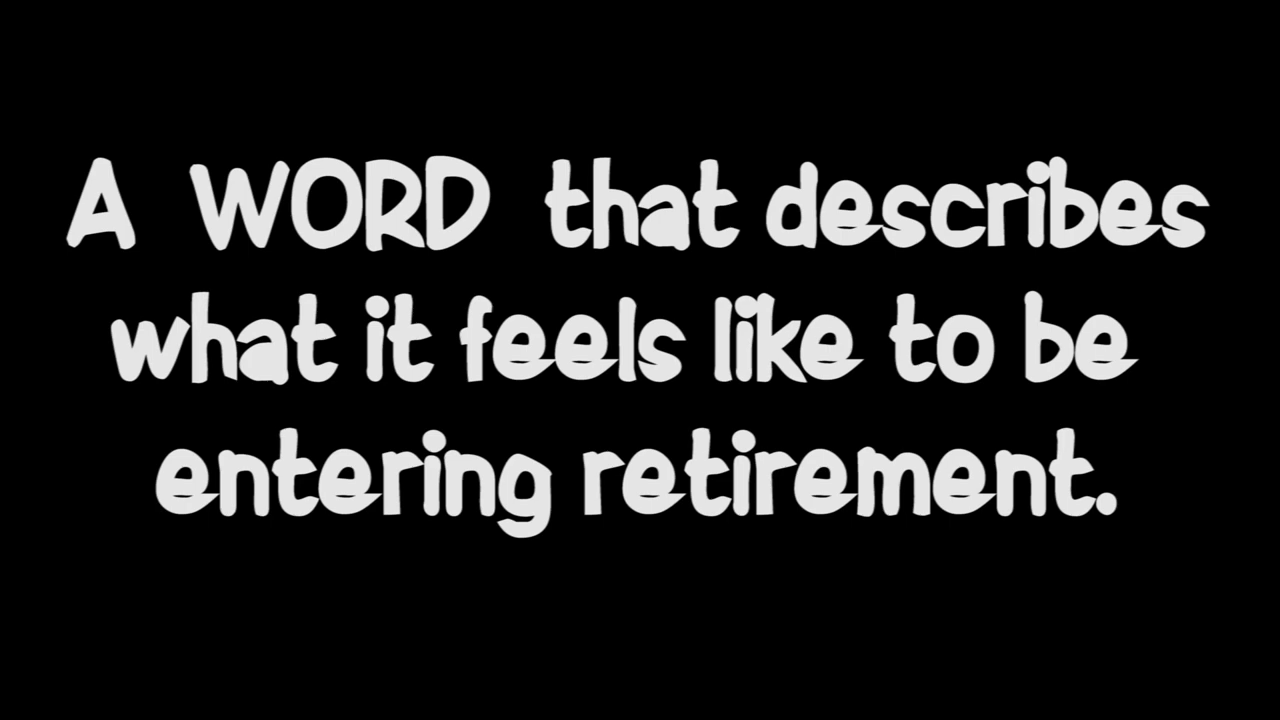 A WORD that describes
what it feels like to be
entering retirement.